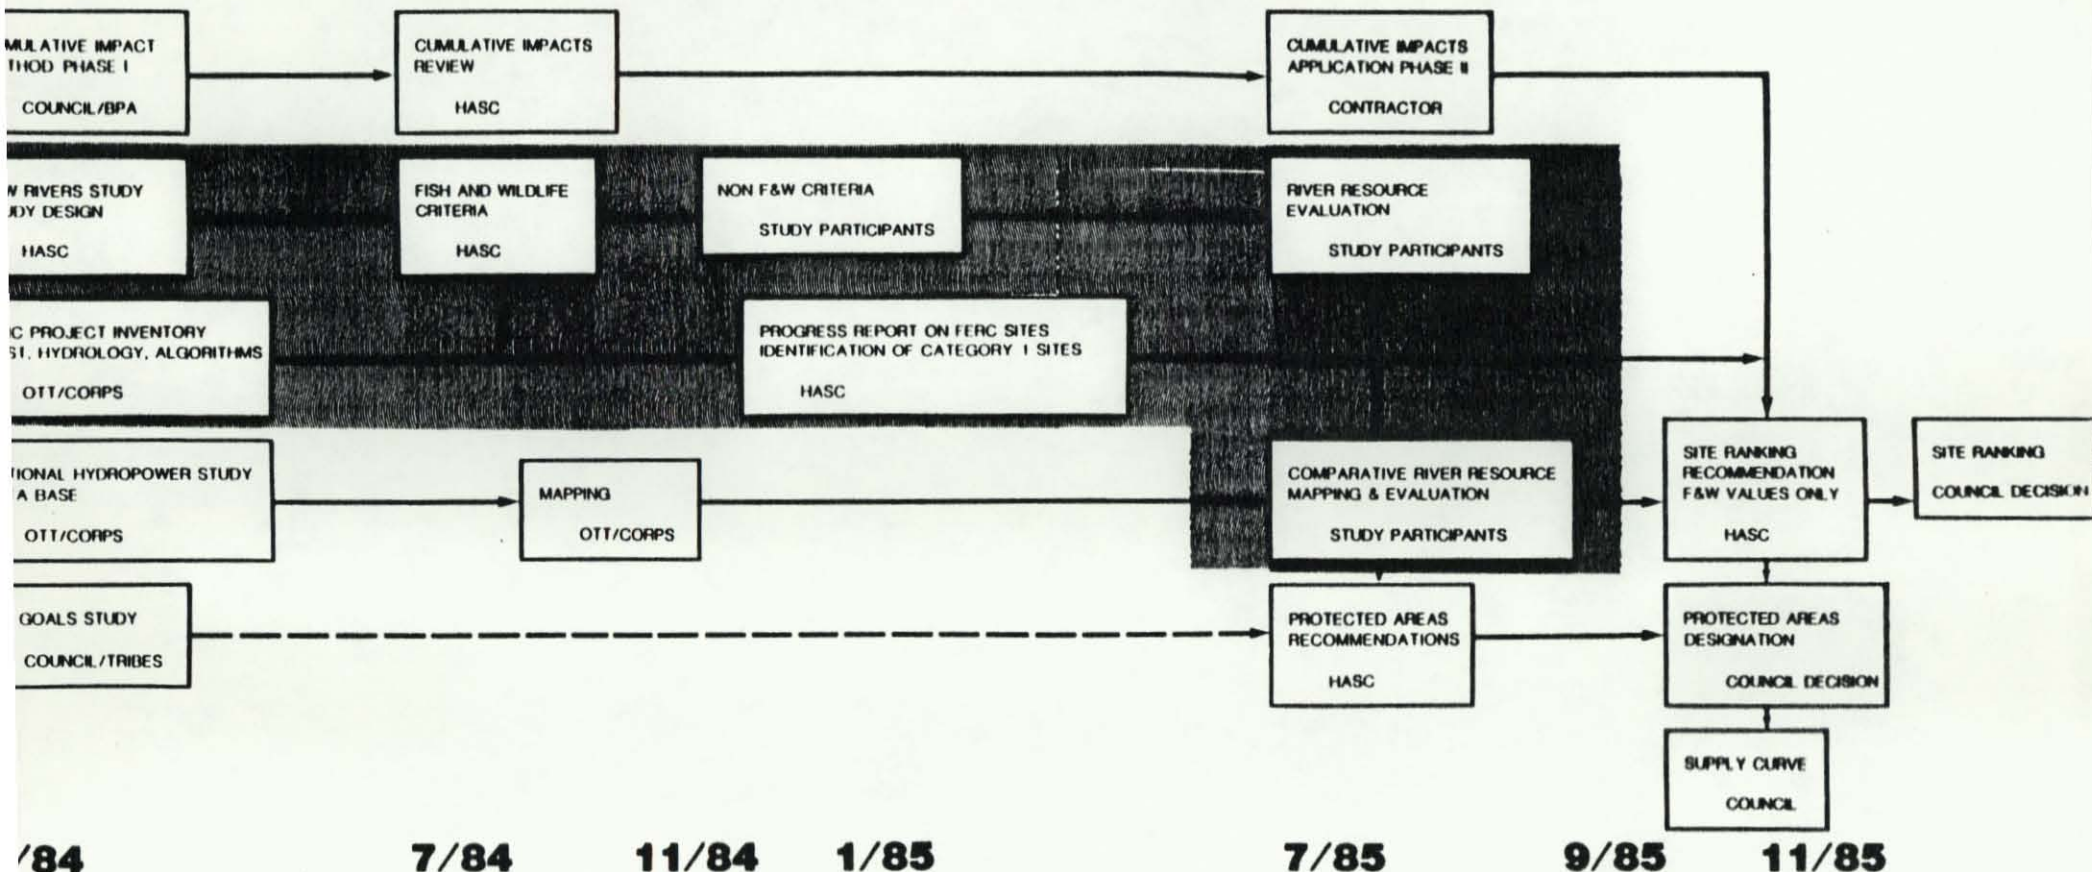 CUMULATIVE IMPACTS
REVIEW
HASC
CUMULATIVE IMPACTS
APPLICATION PHASE II
CONTRACTOR
IMPACT
PHASE I
COUNCIL/BPA
RIVERS STUDY
DESIGN
HASC
FISH AND WILDLIFE
CRITERIA
HASC
NON F&W CRITERIA
STUDY PARTICIPANTS
RIVER RESOURCE
EVALUATION
STUDY PARTICIPANTS
PROJECT INVENTORY
HYDROLOGY, ALGORITHMS
OTT/CORPS
PROGRESS REPORT ON FERC SITES
IDENTIFICATION OF CATEGORY 1 SITES
HASC
HYDROPOWER STUDY
BASE
OTT/CORPS
MAPPING
OTT/CORPS
COMPARATIVE RIVER RESOURCE
MAPPING & EVALUATION
STUDY PARTICIPANTS
SITE RANKING
RECOMMENDATION
F&W VALUES ONLY
HASC
SITE RANKING
COUNCIL DECISION
GOALS STUDY
COUNCIL/TRIBES
PROTECTED AREAS
RECOMMENDATIONS
HASC
PROTECTED AREAS
DESIGNATION
COUNCIL DECISION
SUPPLY CURVE
COUNCIL
/84 7/84 11/84 1/85 7/85 9/85 11/85